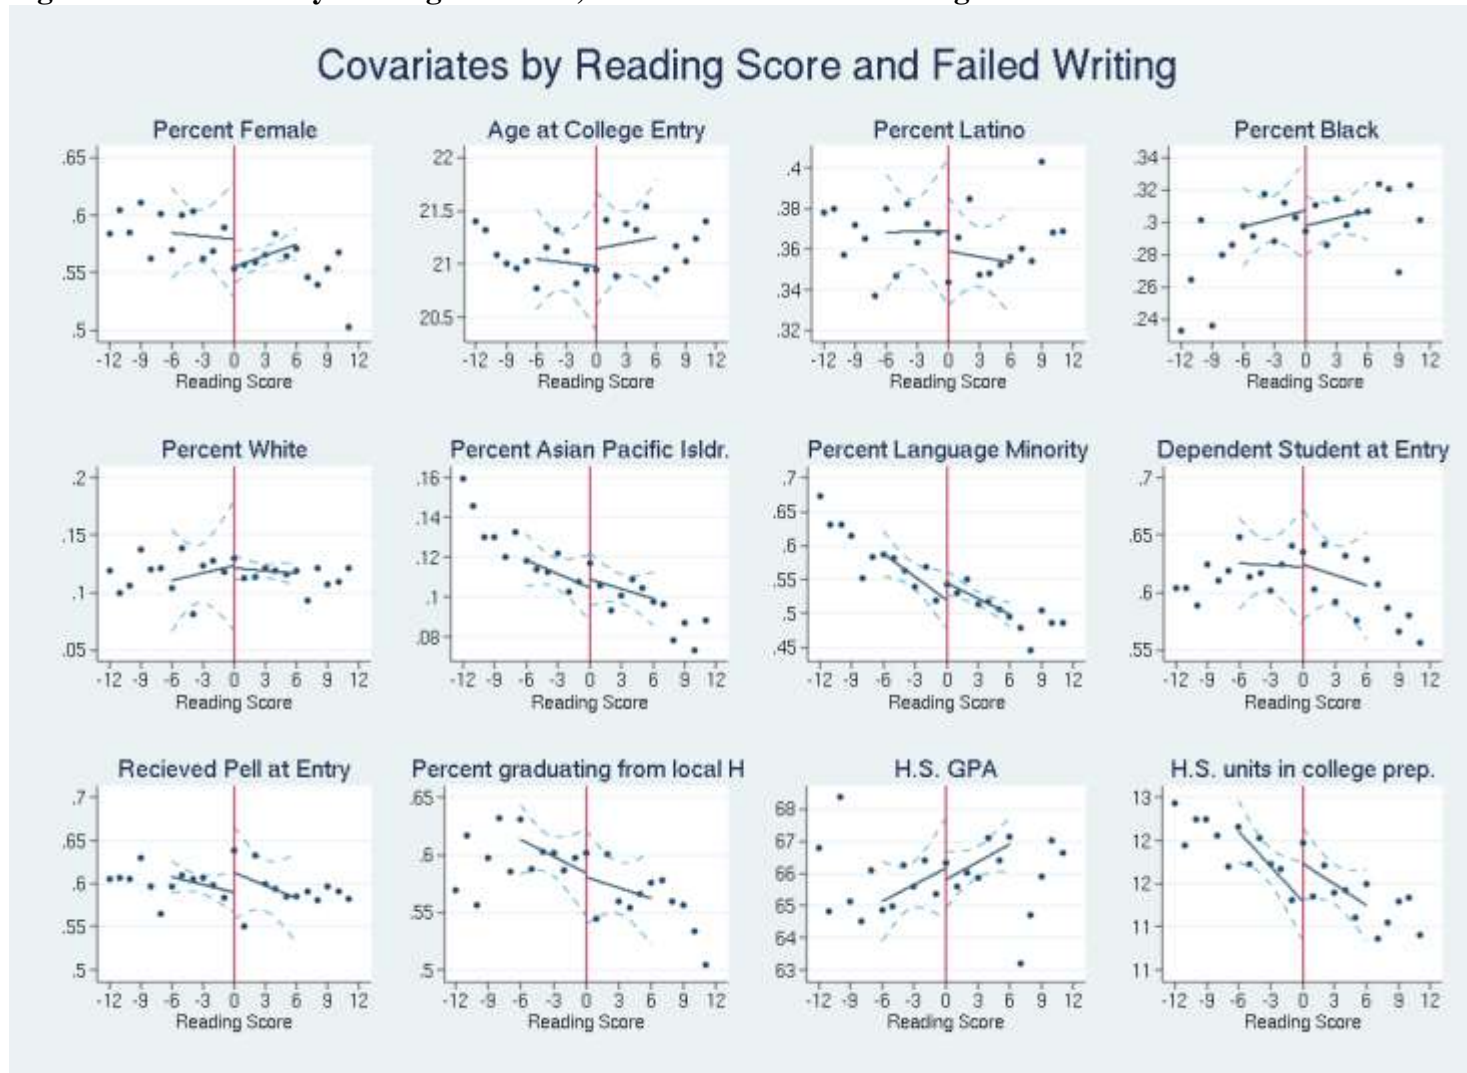 Covariates by Reading Score and Failed Writing
Percent Female
Age at College Entry
Percent Latino
Percent Black
.65
.6
.55
.5
-12 -9 -6 -3 0 3 6 9 12
Reading Score
22
21.5
21
20.5
-12 -9 -6 -3 0 3 6 9 12
Reading Score
.4
.38
.36
.34
.32
-12 -9 -6 -3 0 3 6 9 12
Reading Score
.34
.32
.3
.28
.26
.24
-12 -9 -6 -3 0 3 6 9 12
Reading Score
Percent White
Percent Asian Pacific Isldr.
Percent Language Minority
Dependent Student at Entry
.2
.15
.1
.05
-12 -9 -6 -3 0 3 6 9 12
Reading Score
.16
.14
.12
.1
.08
-12 -9 -6 -3 0 3 6 9 12
Reading Score
.7
.65
.6
.55
.5
.45
-12 -9 -6 -3 0 3 6 9 12
Reading Score
.7
.65
.6
.55
-12 -9 -6 -3 0 3 6 9 12
Reading Score
Recieved Pell at Entry
Percent graduating from local H
H.S. GPA
H.S. units in college prep.
.7
.65
.6
.55
.5
-12 -9 -6 -3 0 3 6 9 12
Reading Score
.65
.6
.55
.5
-12 -9 -6 -3 0 3 6 9 12
Reading Score
68
67
66
65
64
63
-12 -9 -6 -3 0 3 6 9 12
Reading Score
13
12
12
11
11
-12 -9 -6 -3 0 3 6 9 12
Reading Score